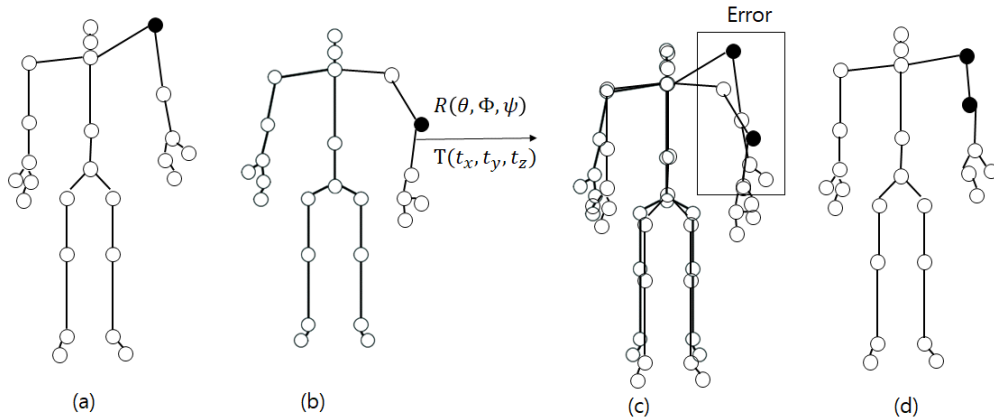 Error
R(θ, Φ, ψ)
T(t_x, t_y, t_z)
(a)
(b)
(c)
(d)